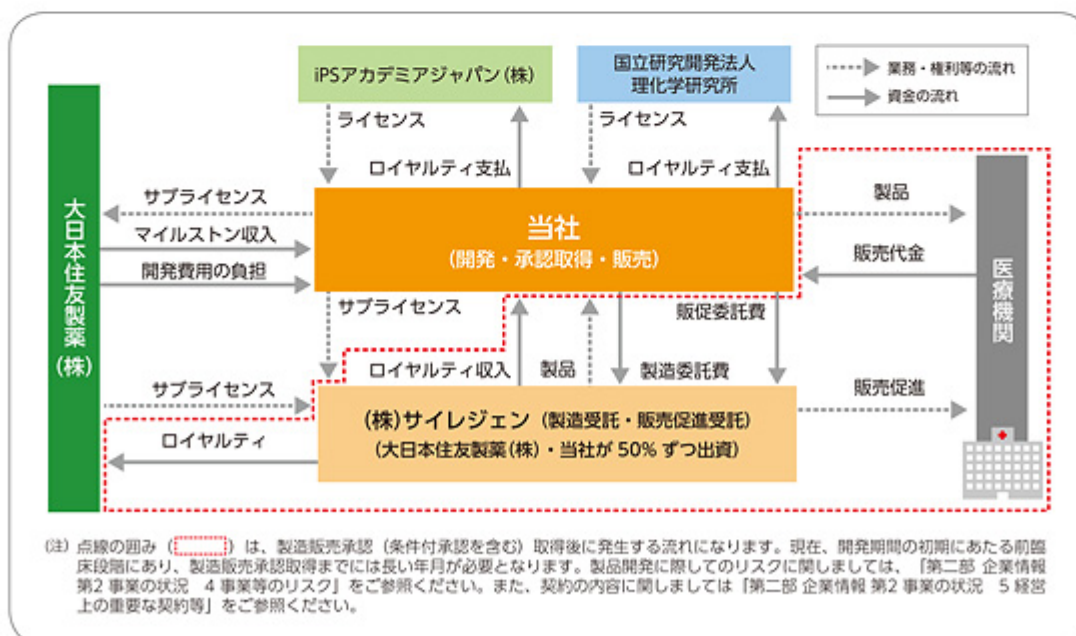 iPSアカデミアジャパン(株)
国立研究開発法人
理化学研究所
業務・権利等の流れ
資金の流れ
ライセンス
ロイヤルティ支払
ライセンス
ロイヤルティ支払
大日本住友製薬(株)
サブライセンス
マイルストン収入
開発費用の負担
当社
(開発・承認取得・販売)
製品
販売代金
医療機関
サブライセンス
ロイヤルティ収入
製品
製造委託費
販促委託費
サブライセンス
ロイヤルティ
(株)サイレジェン(製造受託・販売促進受託)
(大日本住友製薬(株)・当社が 50% ずつ出資)
販売促進
(注) 点線の囲み( )は、製造販売承認(条件付承認を含む)取得後に発生する流れになります。現在、開発期間の初期にあたる前臨
床段階にあり、製造販売承認取得までには長い年月が必要となります。製品開発に際してのリスクに関しましては、「第二部 企業情報
第2 事業の状況 4 事業等のリスク」をご参照ください。また、契約の内容に関しましては「第二部 企業情報 第2 事業の状況 5 経営
上の重要な契約等」をご参照ください。